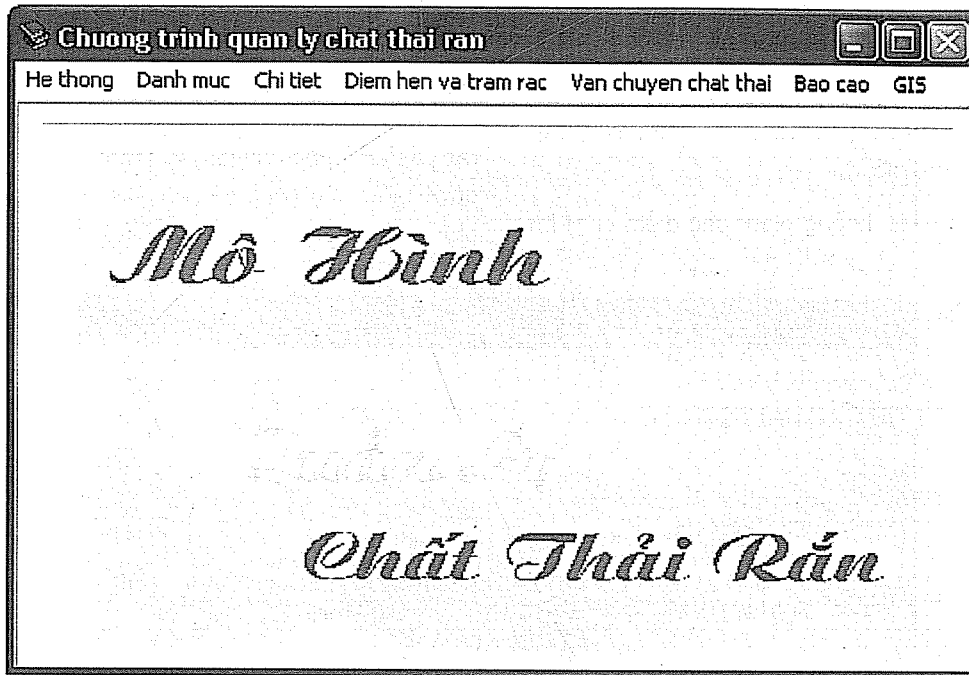 Chuong trinh quan ly chat thai ran
He thong Danh muc Chi tiet Diem hen va tram rac Van chuyen chat thai Bao cao GIS
Mô Hình
Chất Thải Rắn